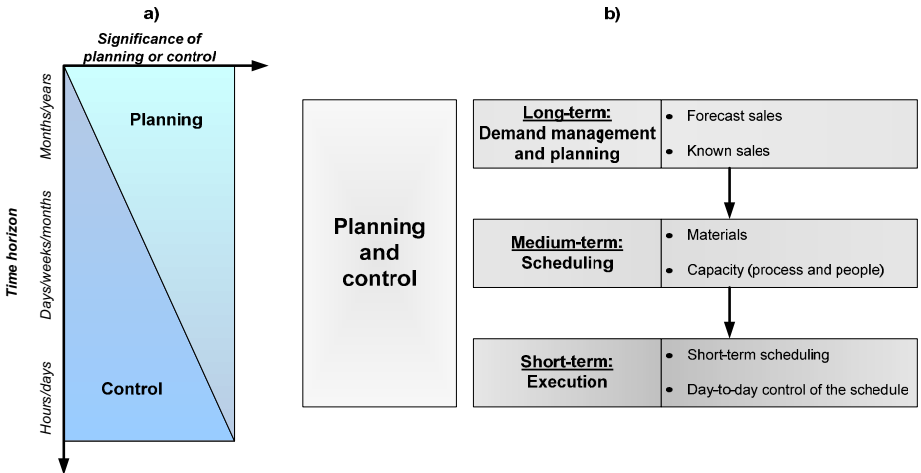 a)
Significance of
planning or control
Months/years
Planning
Time horizon
Days/weeks/months
Control
Hours/days
b)
Planning
and
control
Long-term:
Demand management
and planning
• Forecast sales
• Known sales
Medium-term:
Scheduling
• Materials
• Capacity (process and people)
Short-term:
Execution
• Short-term scheduling
• Day-to-day control of the schedule